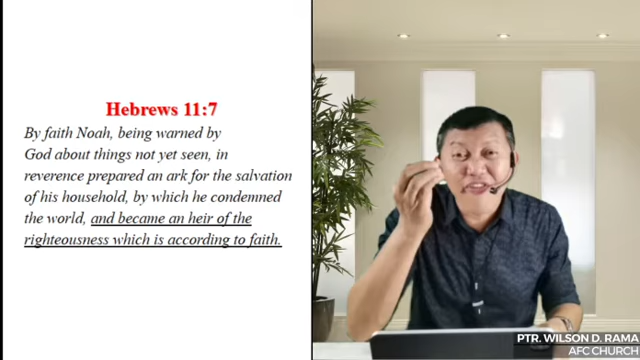 Hebrews 11:7
By faith Noah, being warned by
God about things not yet seen, in
reverence prepared an ark for the salvation
of his household, by which he condemned
the world, and became an heir of the
righteousness which is according to faith.
PTR. WILSON D. RAMA
AFC CHURCH